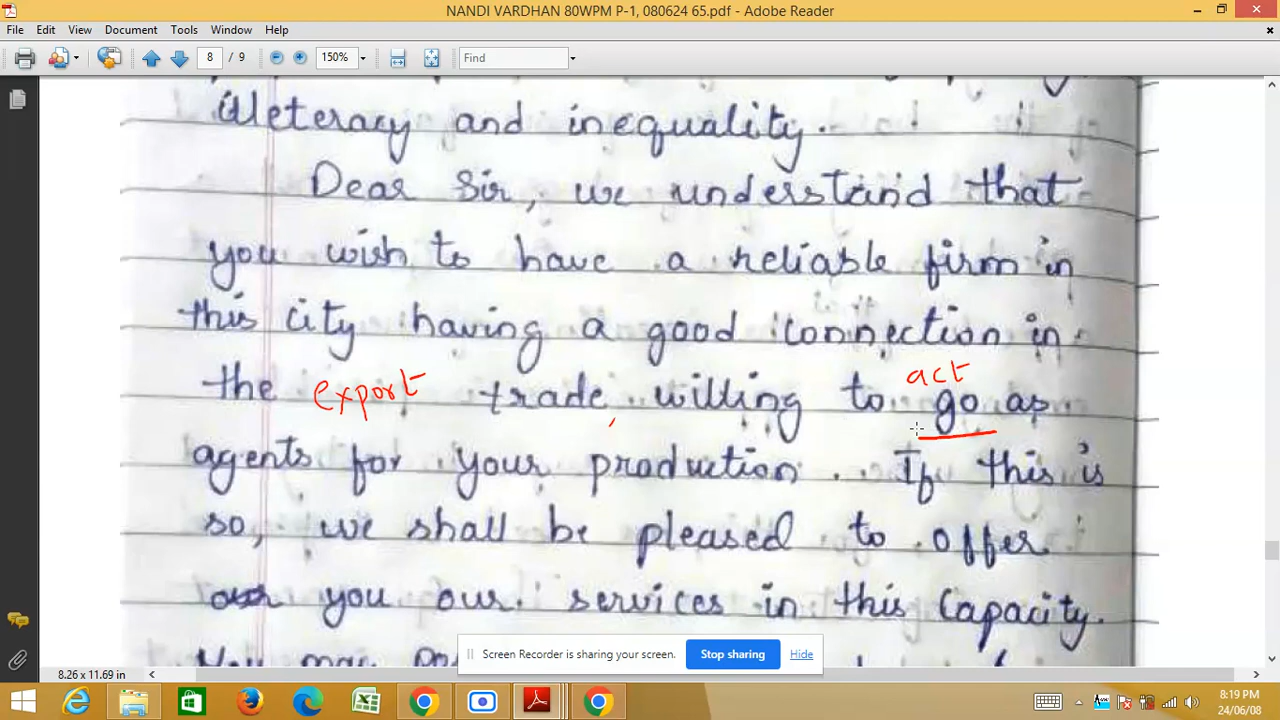 NANDI VARDHAN 80WPM P-1, 080624 65.pdf - Adobe Reader
File Edit View Document Tools Window Help
8 / 9 150% Find
illeteracy and inequality.
Dear Sir, we understand that
you wish to have a reliable firm in
this city having a good connection in
act
the export trade, willing to go as
agents for your production. If this is
so, we shall be pleased to offer
you our services in this capacity.
You may
Screen Recorder is sharing your screen. Stop sharing Hide
8.26 x 11.69 in
8:19 PM
24/06/08